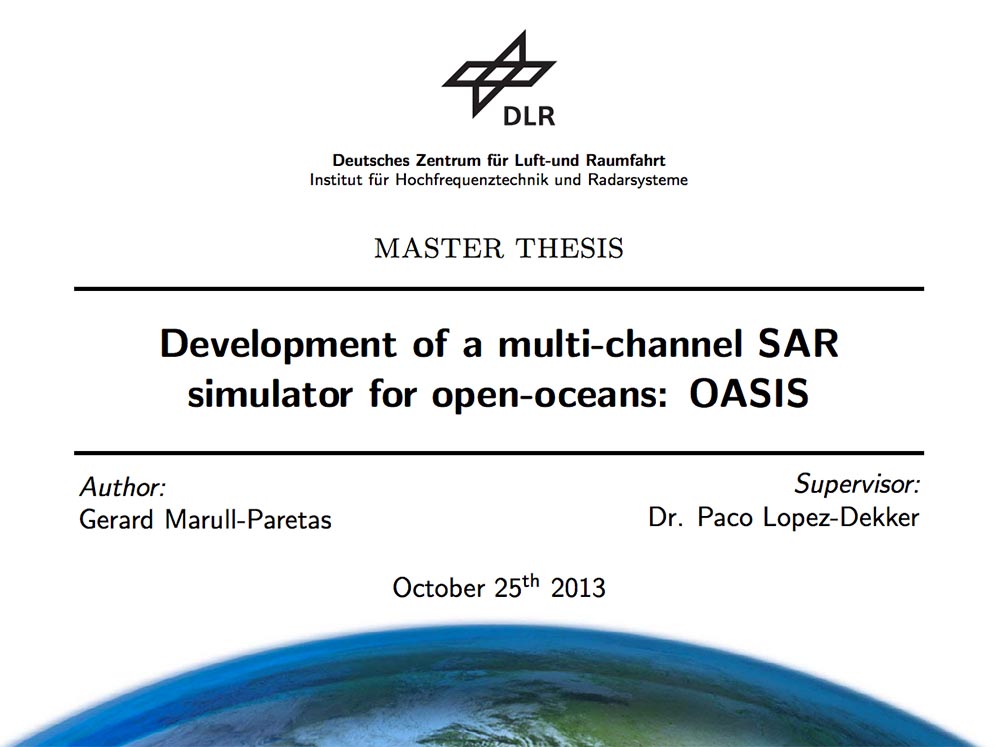 DLR
Deutsches Zentrum für Luft-und Raumfahrt
Institut für Hochfrequenztechnik und Radarsysteme
MASTER THESIS
Development of a multi-channel SAR
simulator for open-oceans: OASIS
Author:
Gerard Marull-Paretas
Supervisor:
Dr. Paco Lopez-Dekker
October 25th 2013